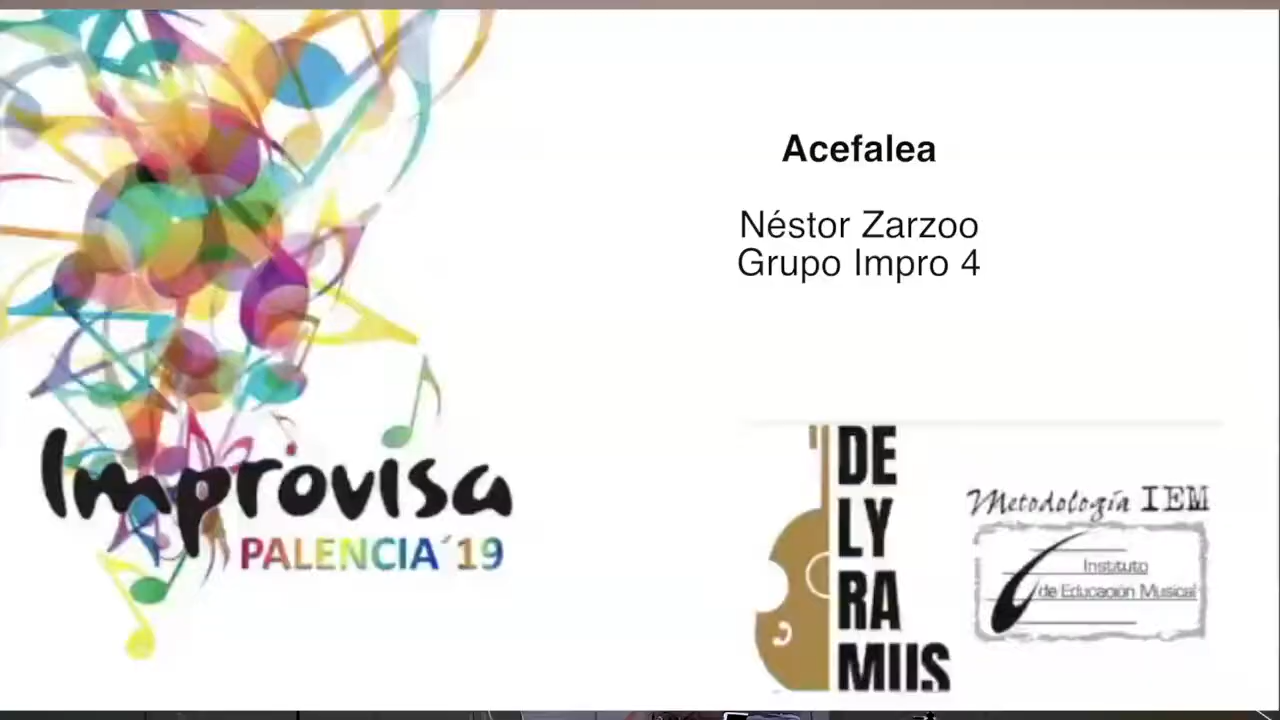 Acefalea
Néstor Zarzoo
Grupo Impro 4
Improvisa
PALENCIA´19
DE
LY
RA
MUS
Metodología IEM
Instituto
de Educación Musical